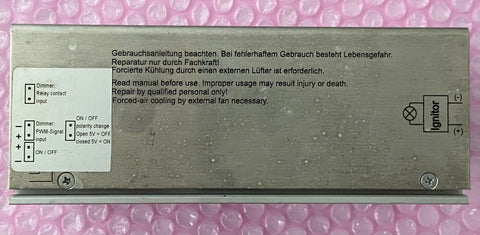 Gebrauchsanleitung beachten. Bei fehlerhaftem Gebrauch besteht Lebensgefahr.
Reparatur nur durch Fachkraft!
Forcierte Kühlung durch einen externen Lüfter ist erforderlich.
Read manual before use. Improper usage may result injury or death.
Repair by qualified personal only!
Forced-air cooling by external fan necessary.
Dimmer:
Relay contact
input
Dimmer:
PWM-Signal
input
+
−
ON / OFF
polarity change
Open 5V = OFF
closed 5V = ON
+
−
ON / OFF
Ignitor
(-)
(+)